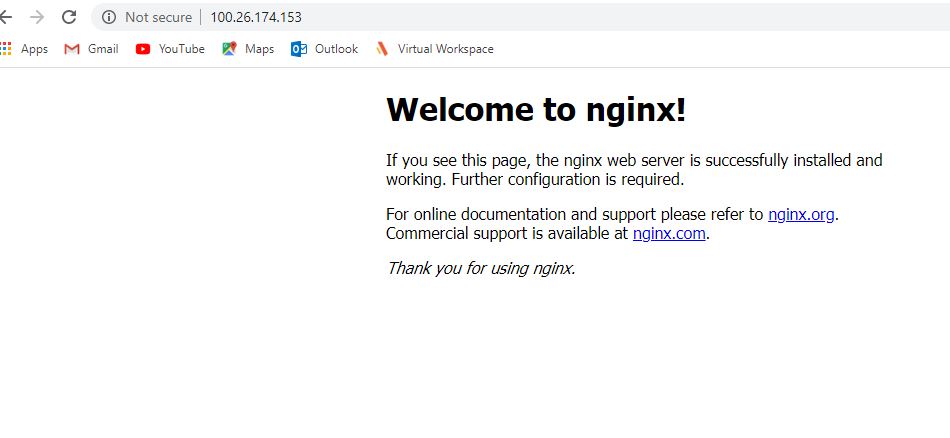 Not secure | 100.26.174.153
Apps Gmail YouTube Maps Outlook Virtual Workspace
Welcome to nginx!
If you see this page, the nginx web server is successfully installed and
working. Further configuration is required.
For online documentation and support please refer to nginx.org.
Commercial support is available at nginx.com.
Thank you for using nginx.